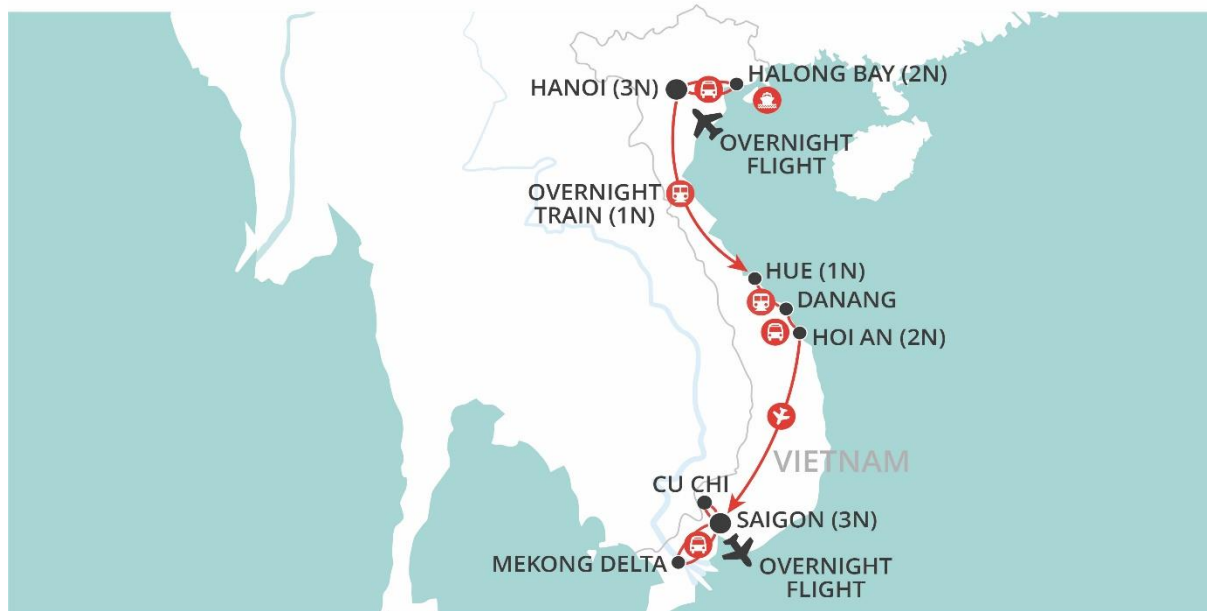 HALONG BAY (2N)
HANOI (3N)
OVERNIGHT
FLIGHT
OVERNIGHT
TRAIN (1N)
HUE (1N)
DANANG
HOI AN (2N)
VIETNAM
CU CHI
SAIGON (3N)
MEKONG DELTA
OVERNIGHT
FLIGHT